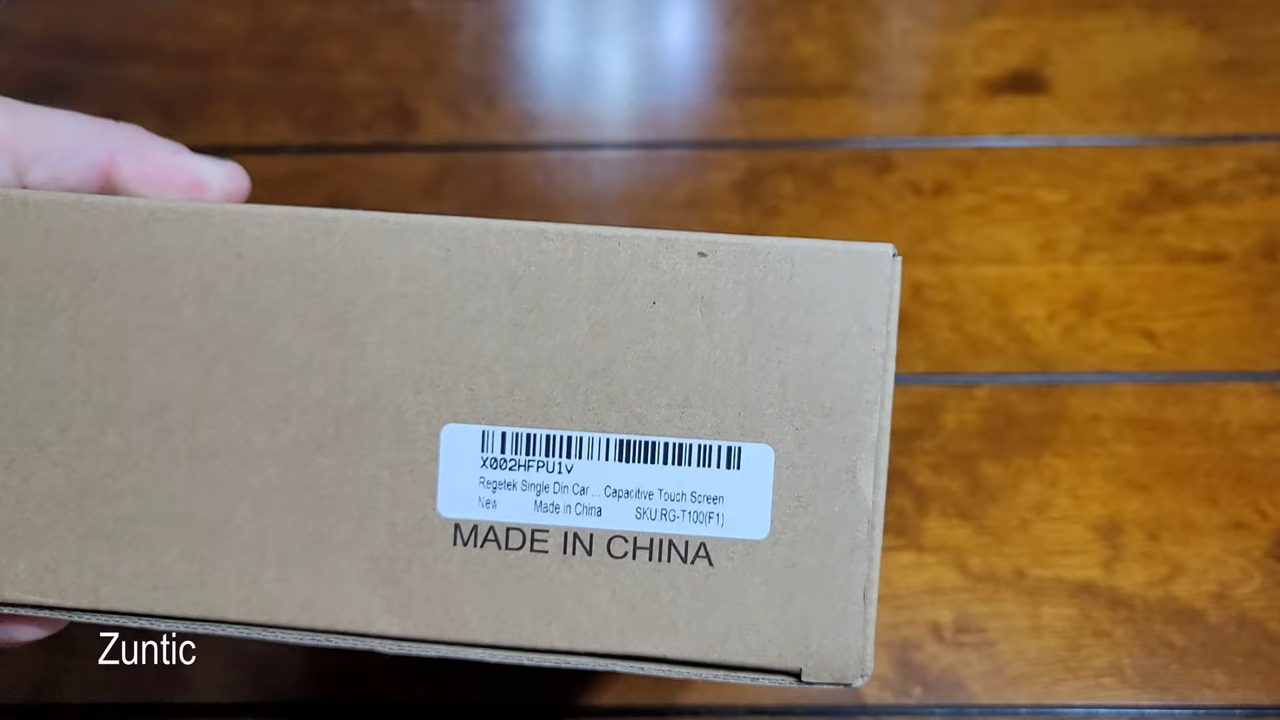 X002HFPU1V
Regetek Single Din Car ... Capacitive Touch Screen
New Made in China SKU:RG-T100(F1)
MADE IN CHINA
Zuntic